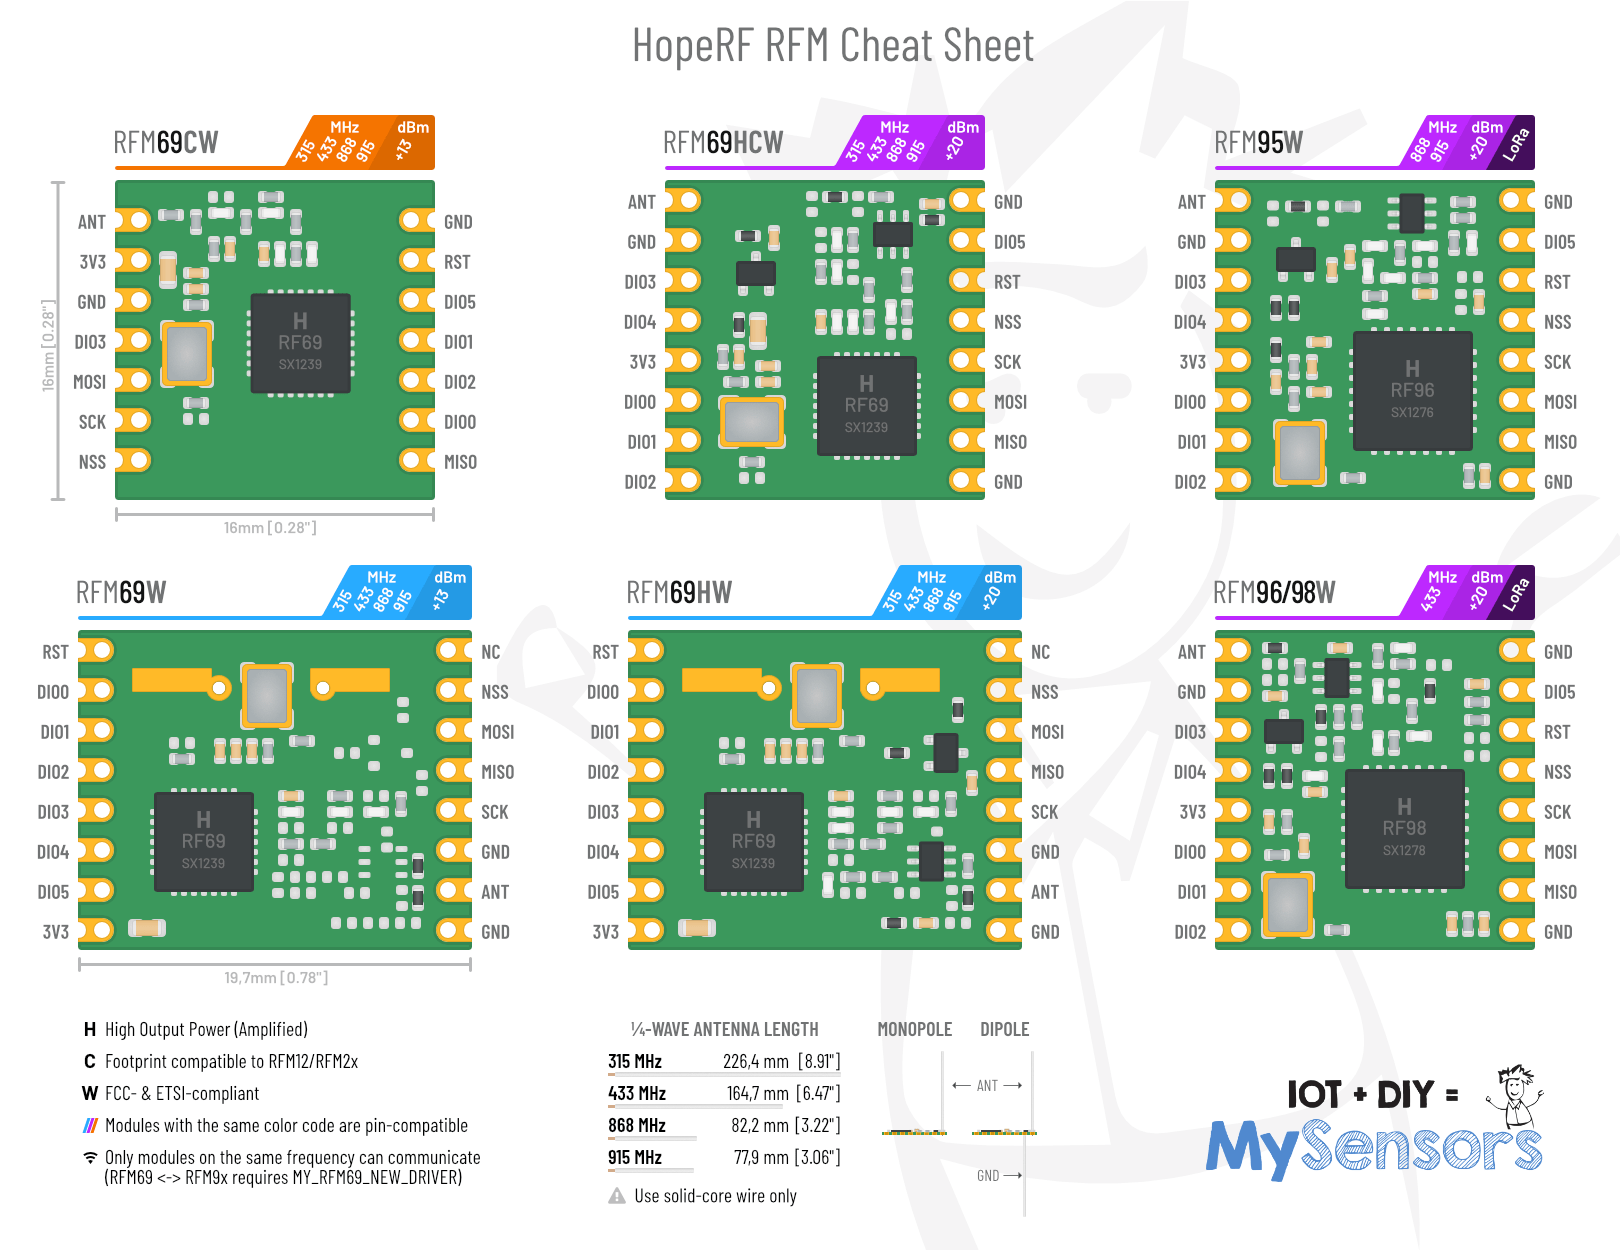 HopeRF RFM Cheat Sheet
RFM69CW
MHz
315
433
868
915
dBm
+13
ANT
3V3
GND
DIO3
MOSI
SCK
NSS
GND
RST
DIO5
DIO1
DIO2
DIO0
MISO
H
RF69
SX1239
16mm [0.28"]
16mm [0.28"]
RFM69HCW
MHz
315
433
868
915
dBm
+20
ANT
GND
DIO3
DIO4
3V3
DIO0
DIO1
DIO2
GND
DIO5
RST
NSS
SCK
MOSI
MISO
GND
H
RF69
SX1239
RFM95W
MHz
868
915
dBm
+20
LoRa
ANT
GND
DIO3
DIO4
3V3
DIO0
DIO1
DIO2
GND
DIO5
RST
NSS
SCK
MOSI
MISO
GND
H
RF96
SX1276
RFM69W
MHz
315
433
868
915
dBm
+13
RST
DIO0
DIO1
DIO2
DIO3
DIO4
DIO5
3V3
NC
NSS
MOSI
MISO
SCK
GND
ANT
GND
H
RF69
SX1239
19,7mm [0.78"]
RFM69HW
MHz
315
433
868
915
dBm
+20
RST
DIO0
DIO1
DIO2
DIO3
DIO4
DIO5
3V3
NC
NSS
MOSI
MISO
SCK
GND
ANT
GND
H
RF69
SX1239
RFM96/98W
MHz
433
dBm
+20
LoRa
ANT
GND
DIO3
DIO4
3V3
DIO0
DIO1
DIO2
GND
DIO5
RST
NSS
SCK
MOSI
MISO
GND
H
RF98
SX1278
H High Output Power (Amplified)
C Footprint compatible to RFM12/RFM2x
W FCC- & ETSI-compliant
Modules with the same color code are pin-compatible
Only modules on the same frequency can communicate
(RFM69 <-> RFM9x requires MY_RFM69_NEW_DRIVER)
¼-WAVE ANTENNA LENGTH
315 MHz 226,4 mm [8.91"]
433 MHz 164,7 mm [6.47"]
868 MHz 82,2 mm [3.22"]
915 MHz 77,9 mm [3.06"]
Use solid-core wire only
MONOPOLE DIPOLE
ANT
GND
IOT + DIY =
MySensors